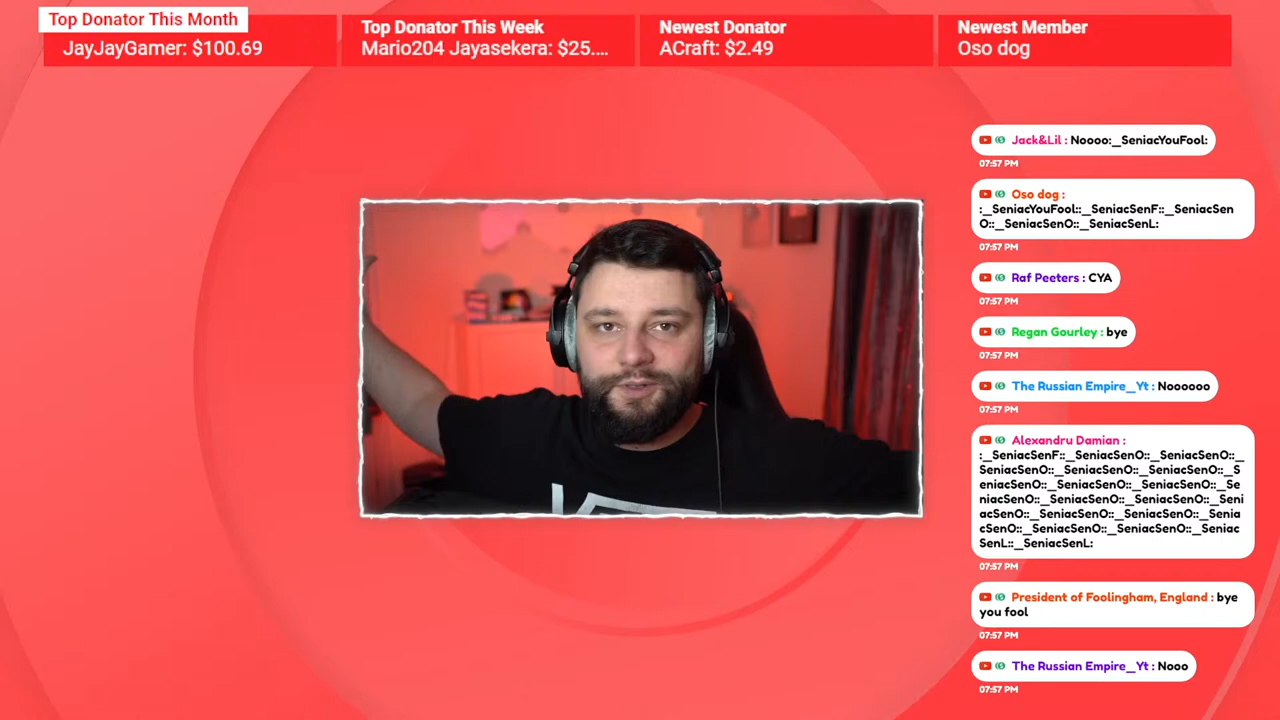 Top Donator This Month
JayJayGamer: $100.69
Top Donator This Week
Mario204 Jayasekera: $25....
Newest Donator
ACraft: $2.49
Newest Member
Oso dog
Jack&Lil : Noooo:_SeniacYouFool:
07:57 PM
Oso dog :
:_SeniacYouFool::_SeniacSenF::_SeniacSen
O::_SeniacSenO::_SeniacSenL:
07:57 PM
Raf Peeters : CYA
07:57 PM
Regan Gourley : bye
07:57 PM
The Russian Empire_Yt : Noooooo
07:57 PM
Alexandru Damian :
:_SeniacSenF::_SeniacSenO::_SeniacSenO::_
SeniacSenO::_SeniacSenO::_SeniacSenO::_S
eniacSenO::_SeniacSenO::_SeniacSenO::_Se
niacSenO::_SeniacSenO::_SeniacSenO::_Seni
acSenO::_SeniacSenO::_SeniacSenO::_Senia
cSenO::_SeniacSenO::_SeniacSenO::_Seniac
SenL::_SeniacSenL:
07:57 PM
President of Foolingham, England : bye
you fool
07:57 PM
The Russian Empire_Yt : Nooo
07:57 PM